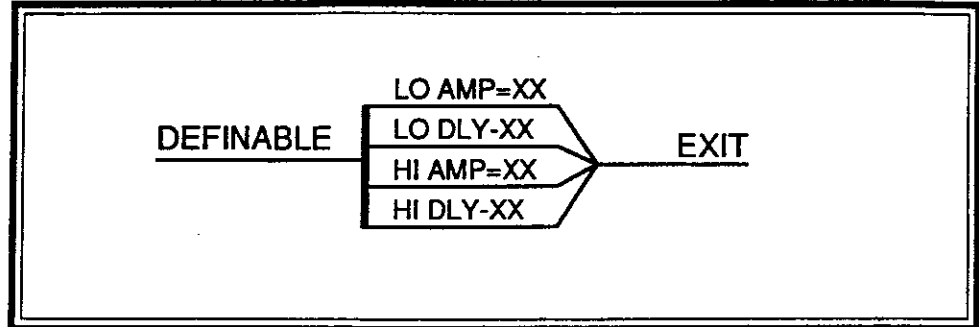 LO AMP=XX
DEFINABLE LO DLY-XX EXIT
HI AMP=XX
HI DLY-XX